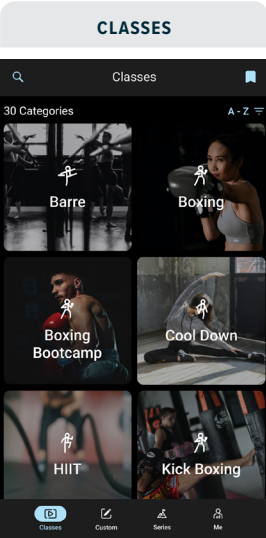 CLASSES
Classes
30 Categories
A - Z
Barre
Boxing
Boxing
Bootcamp
Cool Down
HIIT
Kick Boxing
Classes
Custom
Series
Me